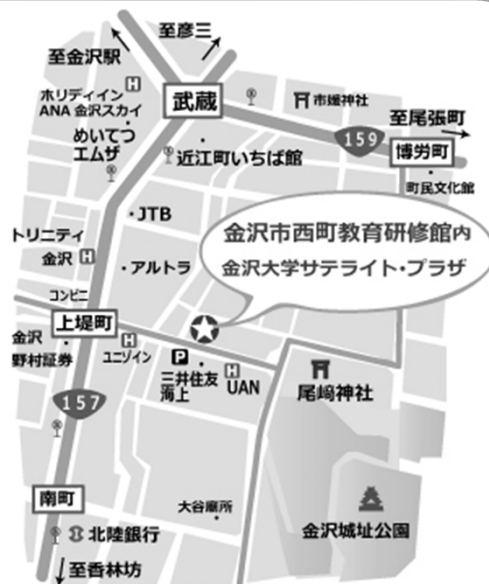 至彦三
至金沢駅
ホリディイン
ANA 金沢スカイ
H
武蔵
市媛神社
至尾張町
めいてつ
エムザ
近江町いちば館
159
博労町
町民文化館
JTB
金沢市西町教育研修館内
金沢大学サテライト・プラザ
トリニティ
金沢
H
アルトラ
コンビニ
上堤町
金沢
野村証券
H
ユニゾイン
P
三井住友
海上
H
UAN
尾﨑神社
157
南町
大谷廟所
北陸銀行
金沢城址公園
至香林坊